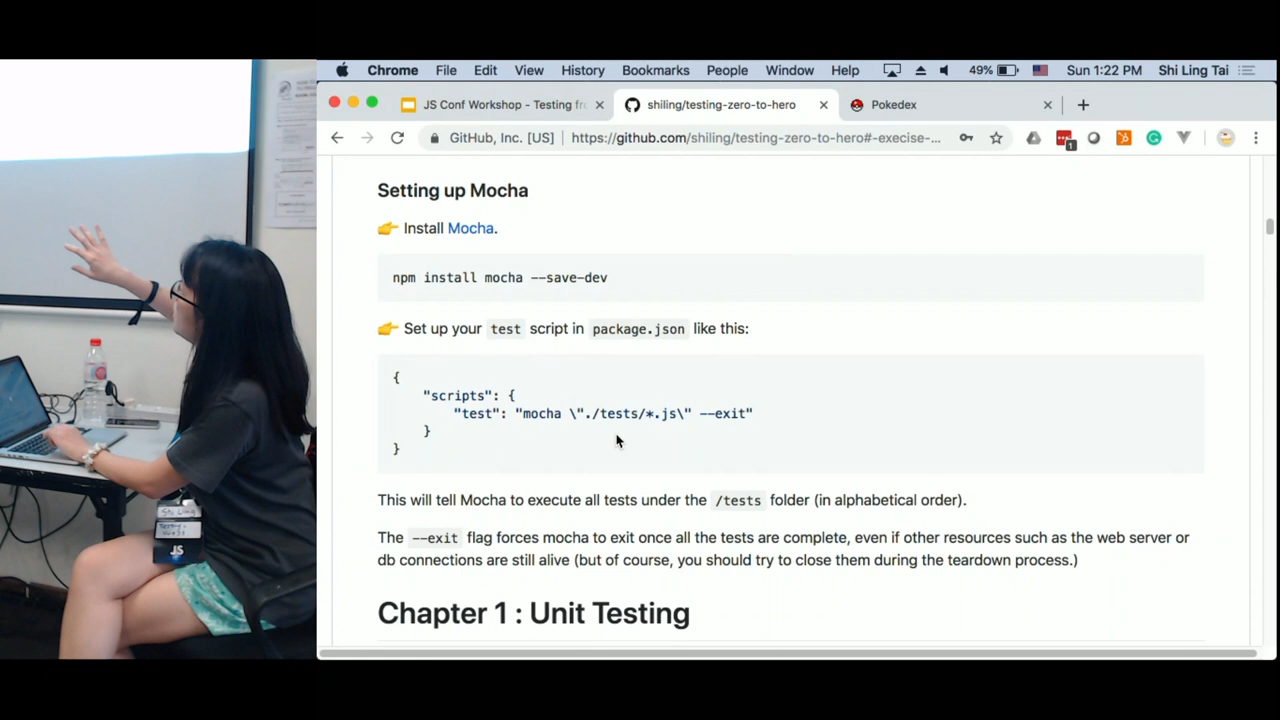 Chrome File Edit View History Bookmarks People Window Help 49% Sun 1:22 PM Shi Ling Tai
JS Conf Workshop - Testing fr
shiling/testing-zero-to-hero
Pokedex
GitHub, Inc. [US] https://github.com/shiling/testing-zero-to-hero#-execise-...
1
Setting up Mocha
👉 Install Mocha.
npm install mocha --save-dev
👉 Set up your test script in package.json like this:
{
"scripts": {
"test": "mocha \"./tests/*.js\" --exit"
}
}
This will tell Mocha to execute all tests under the /tests folder (in alphabetical order).
The --exit flag forces mocha to exit once all the tests are complete, even if other resources such as the web server or
db connections are still alive (but of course, you should try to close them during the teardown process.)
Chapter 1 : Unit Testing
Shi Ling
JS